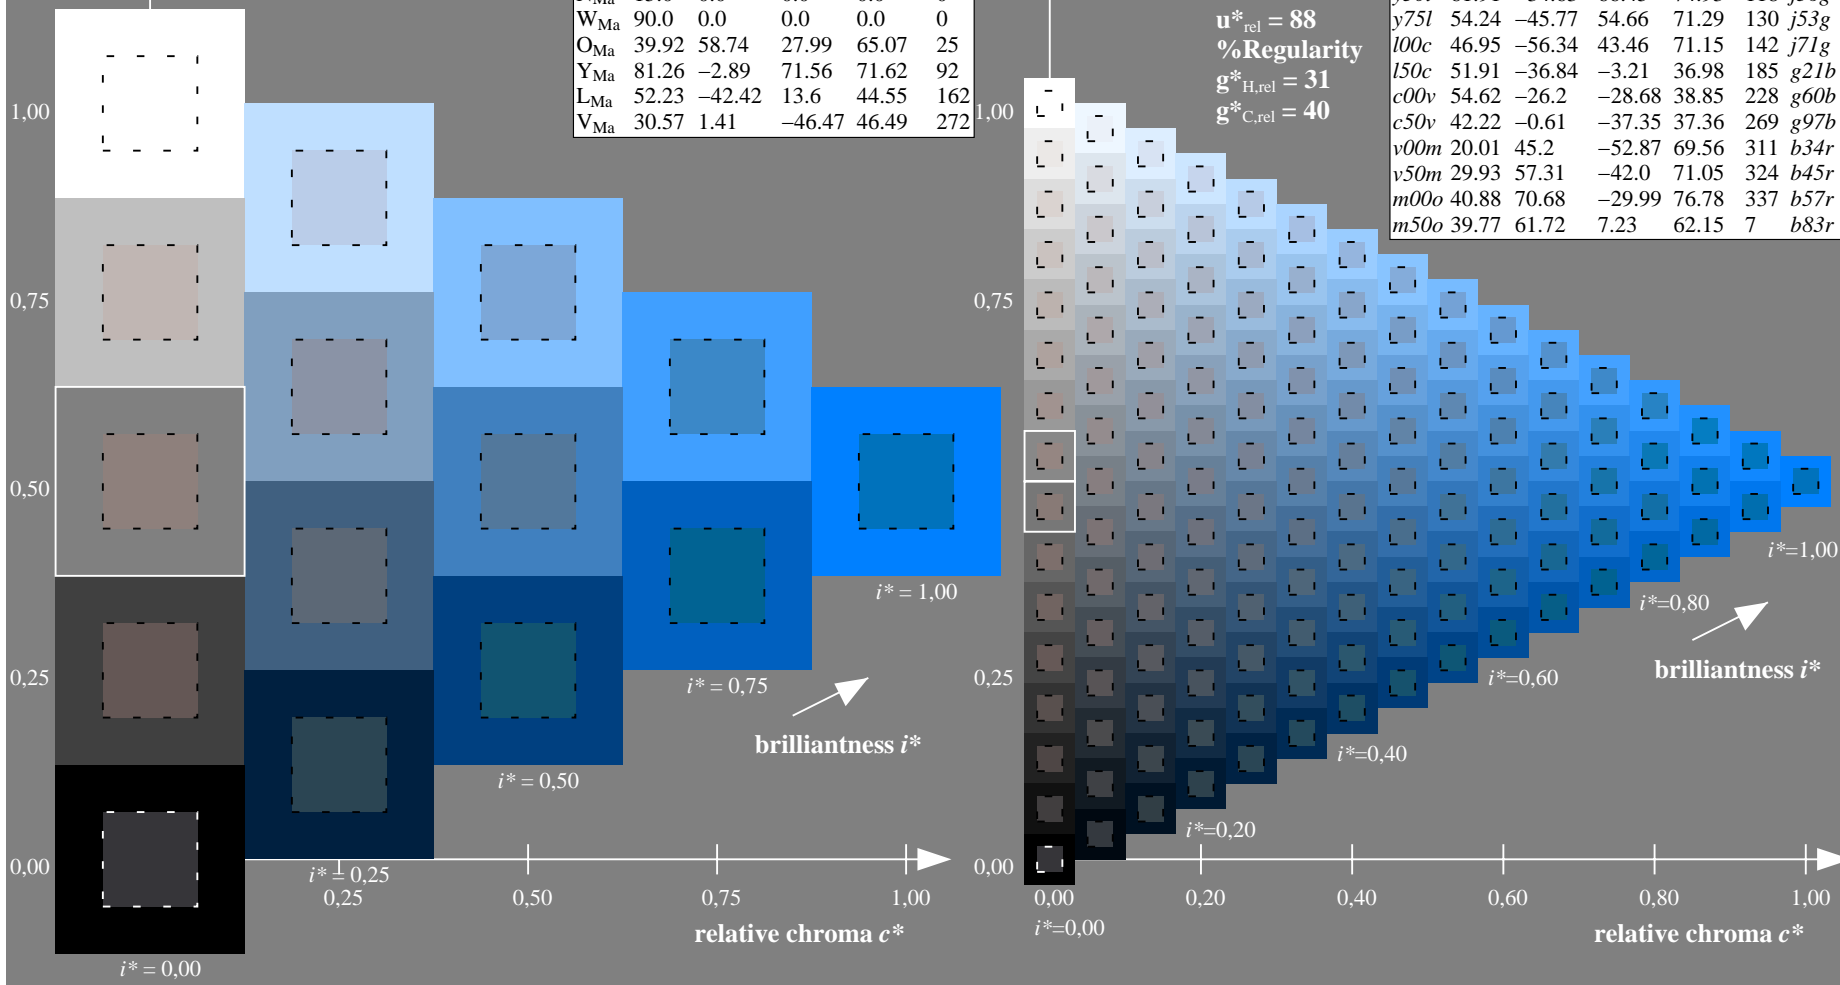 W_Ma 90.0 0.0 0.0 0.0 0
O_Ma 39.92 58.74 27.99 65.07 25
Y_Ma 81.26 −2.89 71.56 71.62 92
L_Ma 52.23 −42.42 13.6 44.55 162
V_Ma 30.57 1.41 −46.47 46.49 272
u*_rel = 88
%Regularity
g*_H,rel = 31
g*_C,rel = 40
y75l 54.24 −45.77 54.66 71.29 130 j53g
l00c 46.95 −56.34 43.46 71.15 142 j71g
l50c 51.91 −36.84 −3.21 36.98 185 g21b
c00v 54.62 −26.2 −28.68 38.85 228 g60b
c50v 42.22 −0.61 −37.35 37.36 269 g97b
v00m 20.01 45.2 −52.87 69.56 311 b34r
v50m 29.93 57.31 −42.0 71.05 324 b45r
m00o 40.88 70.68 −29.99 76.78 337 b57r
m50o 39.77 61.72 7.23 62.15 7 b83r
1,00
0,75
0,50
0,25
0,00
i* = 1,00
i* = 0,75
brilliantness i*
i* = 0,50
i* = 0,25
0,25 0,50 0,75 1,00
relative chroma c*
i* = 0,00
1,00
0,75
0,25
0,00
i*=1,00
i*=0,80
brilliantness i*
i*=0,60
i*=0,40
i*=0,20
0,00 0,20 0,40 0,60 0,80 1,00
i*=0,00
relative chroma c*